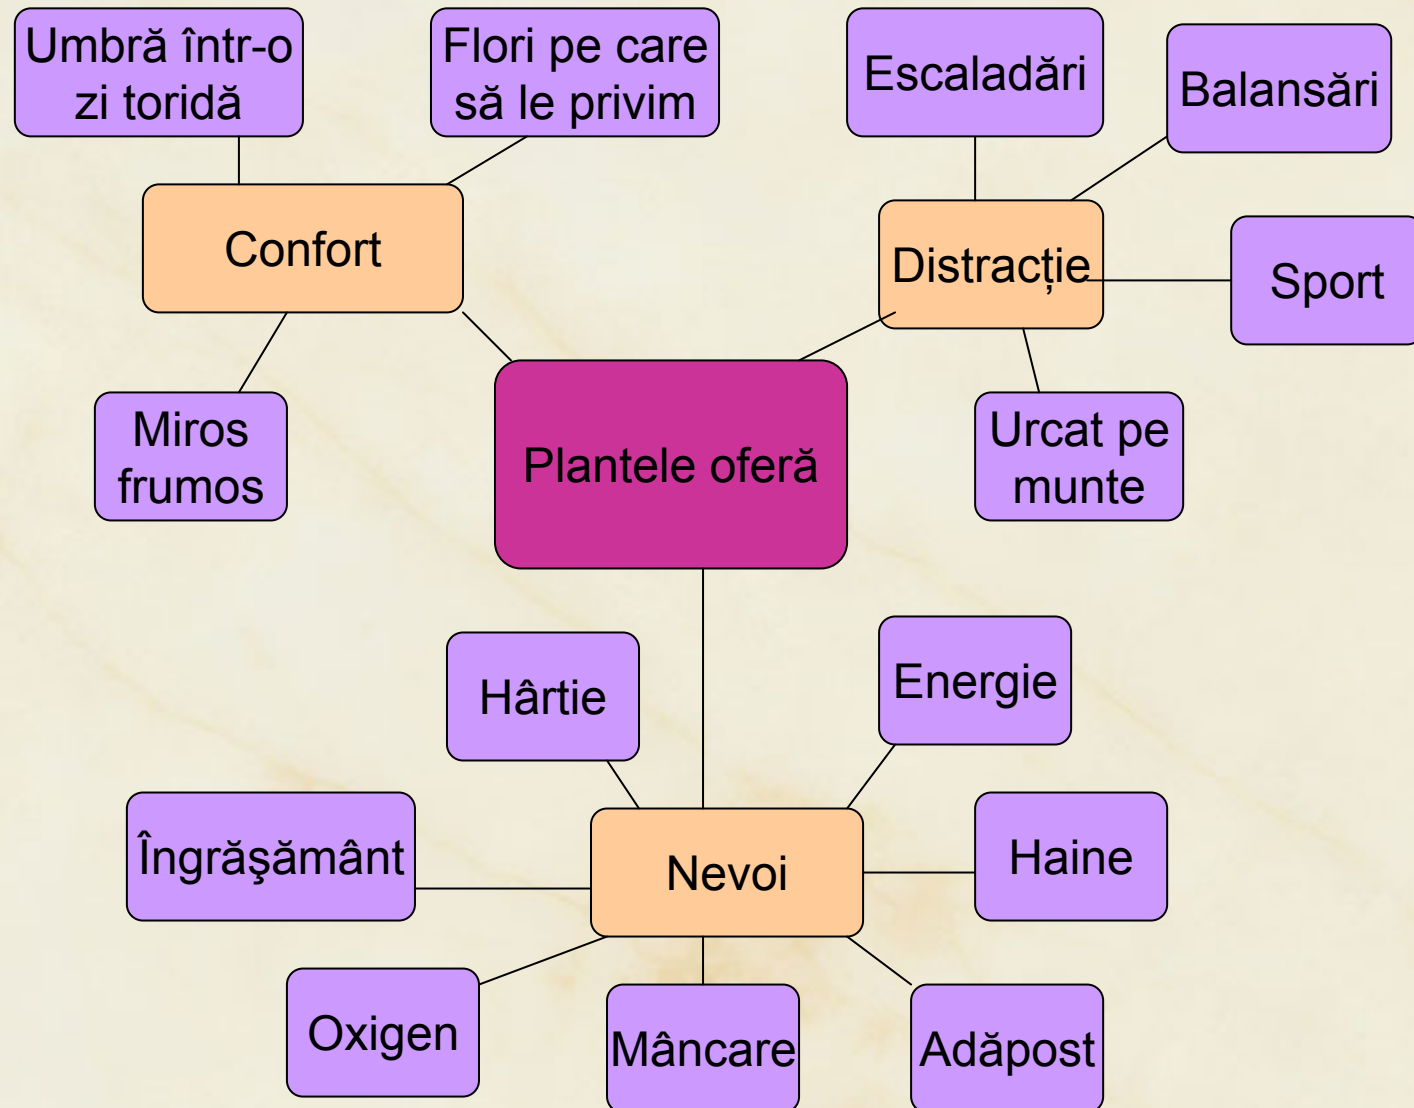 Umbră într-o
zi toridă
Flori pe care
să le privim
Escaladări
Balansări
Confort
Distracție
Sport
Miros
frumos
Plantele oferă
Urcat pe
munte
Hârtie
Energie
Îngrăşământ
Nevoi
Haine
Oxigen
Mâncare
Adăpost